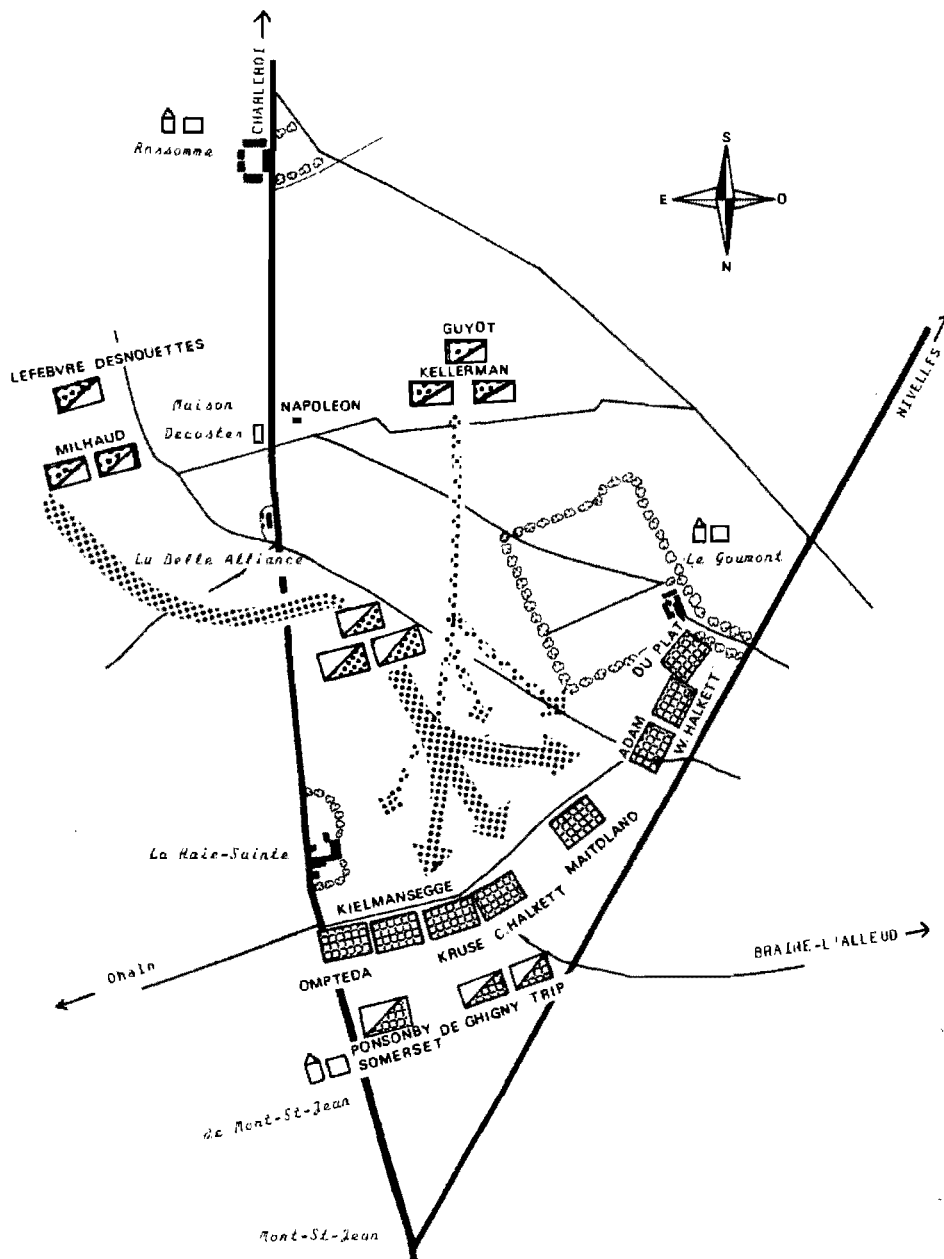 CHARLEROI
Rossomme
S
E
O
N
NIVELLES
GUYOT
LEFEBVRE DESNOUETTES
KELLERMAN
Maison
NAPOLEON
Decoster
MILHAUD
La Belle Alliance
Le Goumont
DU PLAT
ADAM
W. HALKETT
La Haie-Sainte
MAITDLAND
KIELMANSEGGE
KRUSE C. HALKETT
OMPTEDA
BRAINE-L'ALLEUD
Ohain
PONSONBY DE GHIGNY TRIP
SOMERSET
de Mont-St-Jean
Mont-St-Jean